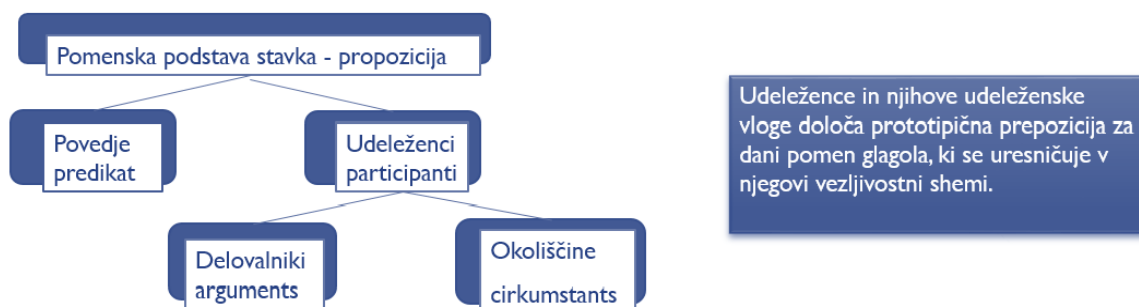 Pomenska podstava stavka - propozicija
Povedje
predikat
Udeleženci
participanti
Delovalniki
arguments
Okoliščine
cirkumstants
Udeležence in njihove udeleženske
vloge določa prototipična prepozicija za
dani pomen glagola, ki se uresničuje v
njegovi vezljivostni shemi.